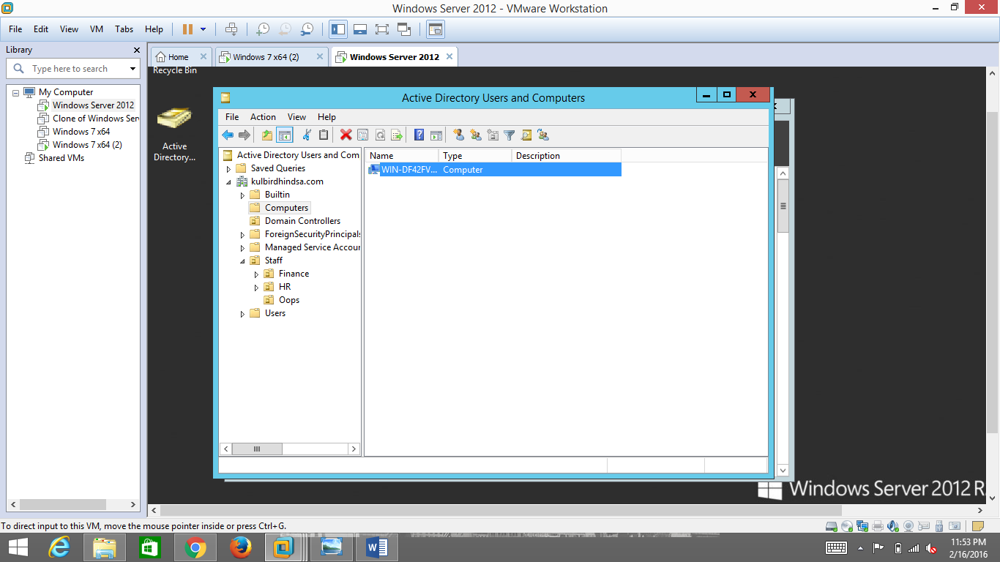 Windows Server 2012 - VMware Workstation
File Edit View VM Tabs Help
Library
Type here to search
My Computer
Windows Server 2012
Clone of Windows Ser
Windows 7 x64
Windows 7 x64 (2)
Shared VMs
Home
Windows 7 x64 (2)
Windows Server 2012
Recycle Bin
Active
Directory...
Active Directory Users and Computers
File Action View Help
Active Directory Users and Com
Saved Queries
kulbirdhindsa.com
Builtin
Computers
Domain Controllers
ForeignSecurityPrincipals
Managed Service Accour
Staff
Finance
HR
Oops
Users
Name Type Description
WIN-DF42FV... Computer
Windows Server 2012 R
To direct input to this VM, move the mouse pointer inside or press Ctrl+G.
11:53 PM
2/16/2016